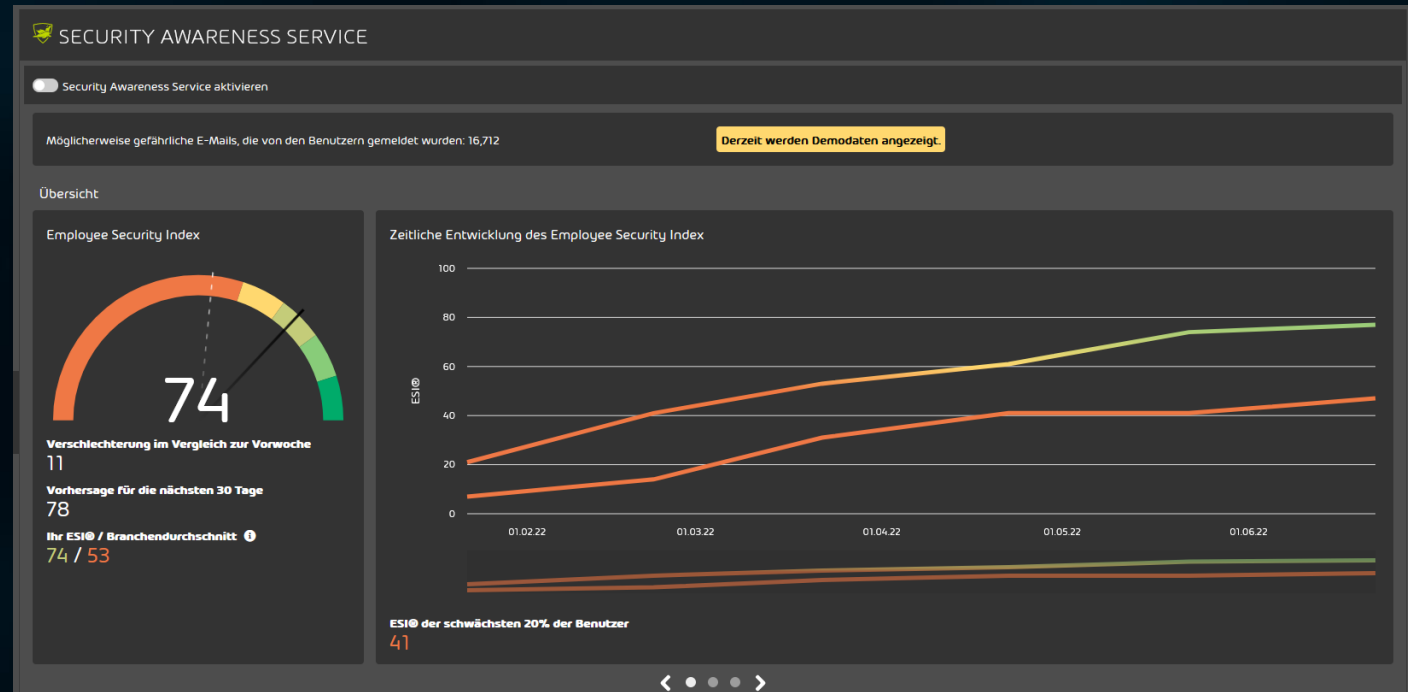 SECURITY AWARENESS SERVICE
Security Awareness Service aktivieren
Möglicherweise gefährliche E-Mails, die von den Benutzern gemeldet wurden: 16,712
Derzeit werden Demodaten angezeigt.
Übersicht
Employee Security Index
74
Verschlechterung im Vergleich zur Vorwoche
11
Vorhersage für die nächsten 30 Tage
78
Ihr ESI® / Branchendurchschnitt
74 / 53
Zeitliche Entwicklung des Employee Security Index
100
80
60
40
20
0
ESI®
01.02.22 01.03.22 01.04.22 01.05.22 01.06.22
ESI® der schwächsten 20% der Benutzer
41